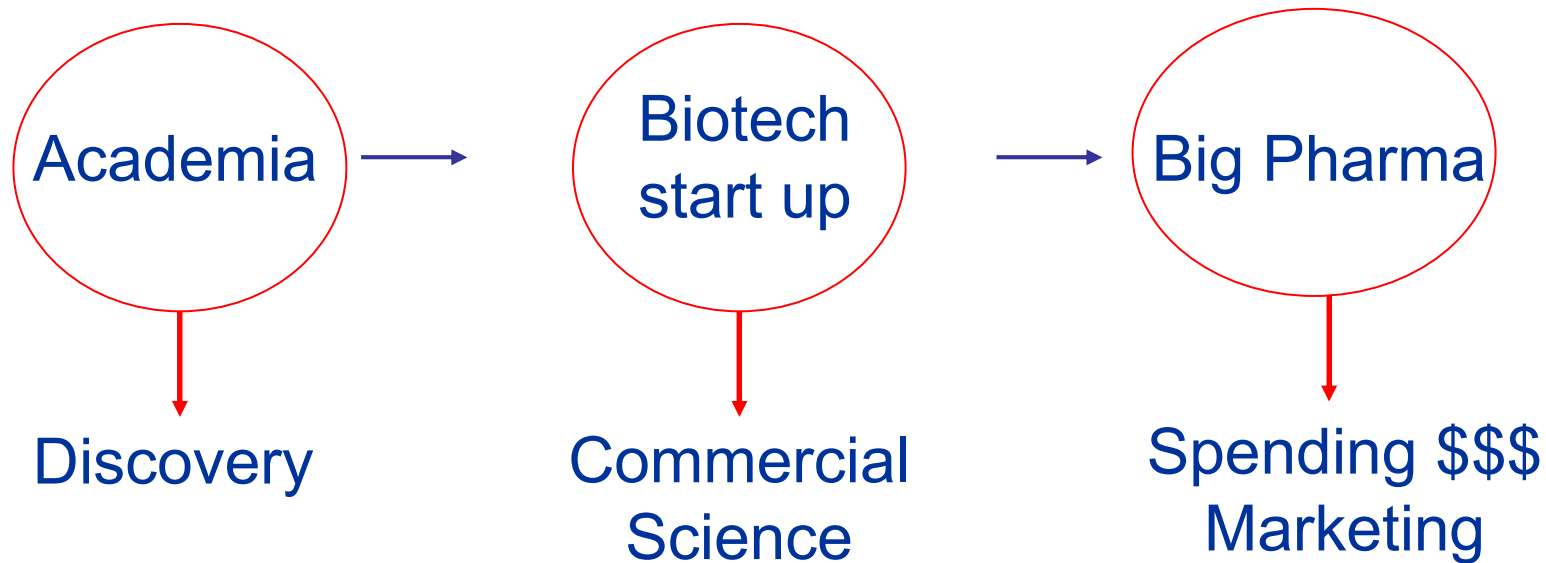 Academia
Biotech
start up
Big Pharma
Discovery
Commercial
Science
Spending $$$
Marketing